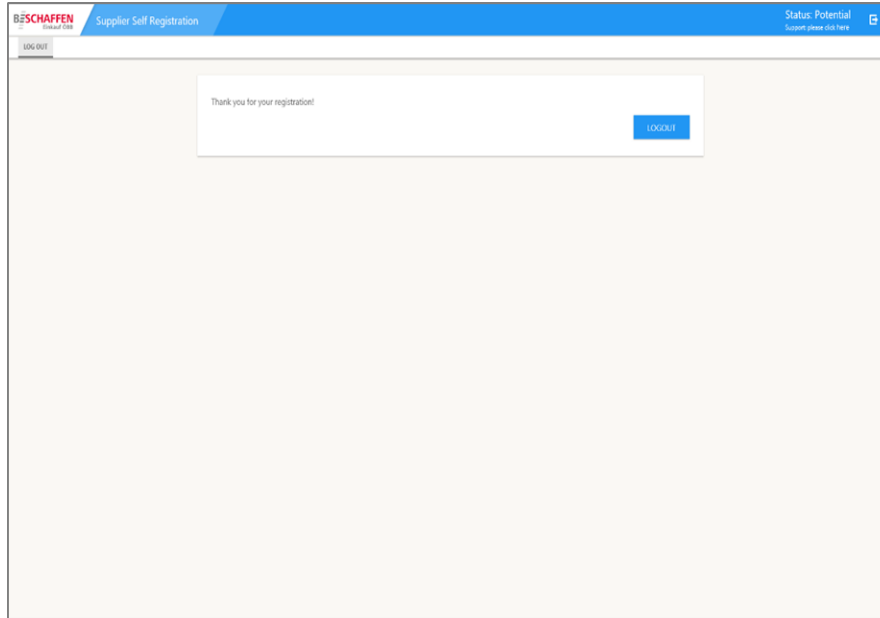 BESCHAFFEN
Einkauf ÖBB
Supplier Self Registration
Status: Potential
Support please click here
LOG OUT
Thank you for your registration!
LOGOUT